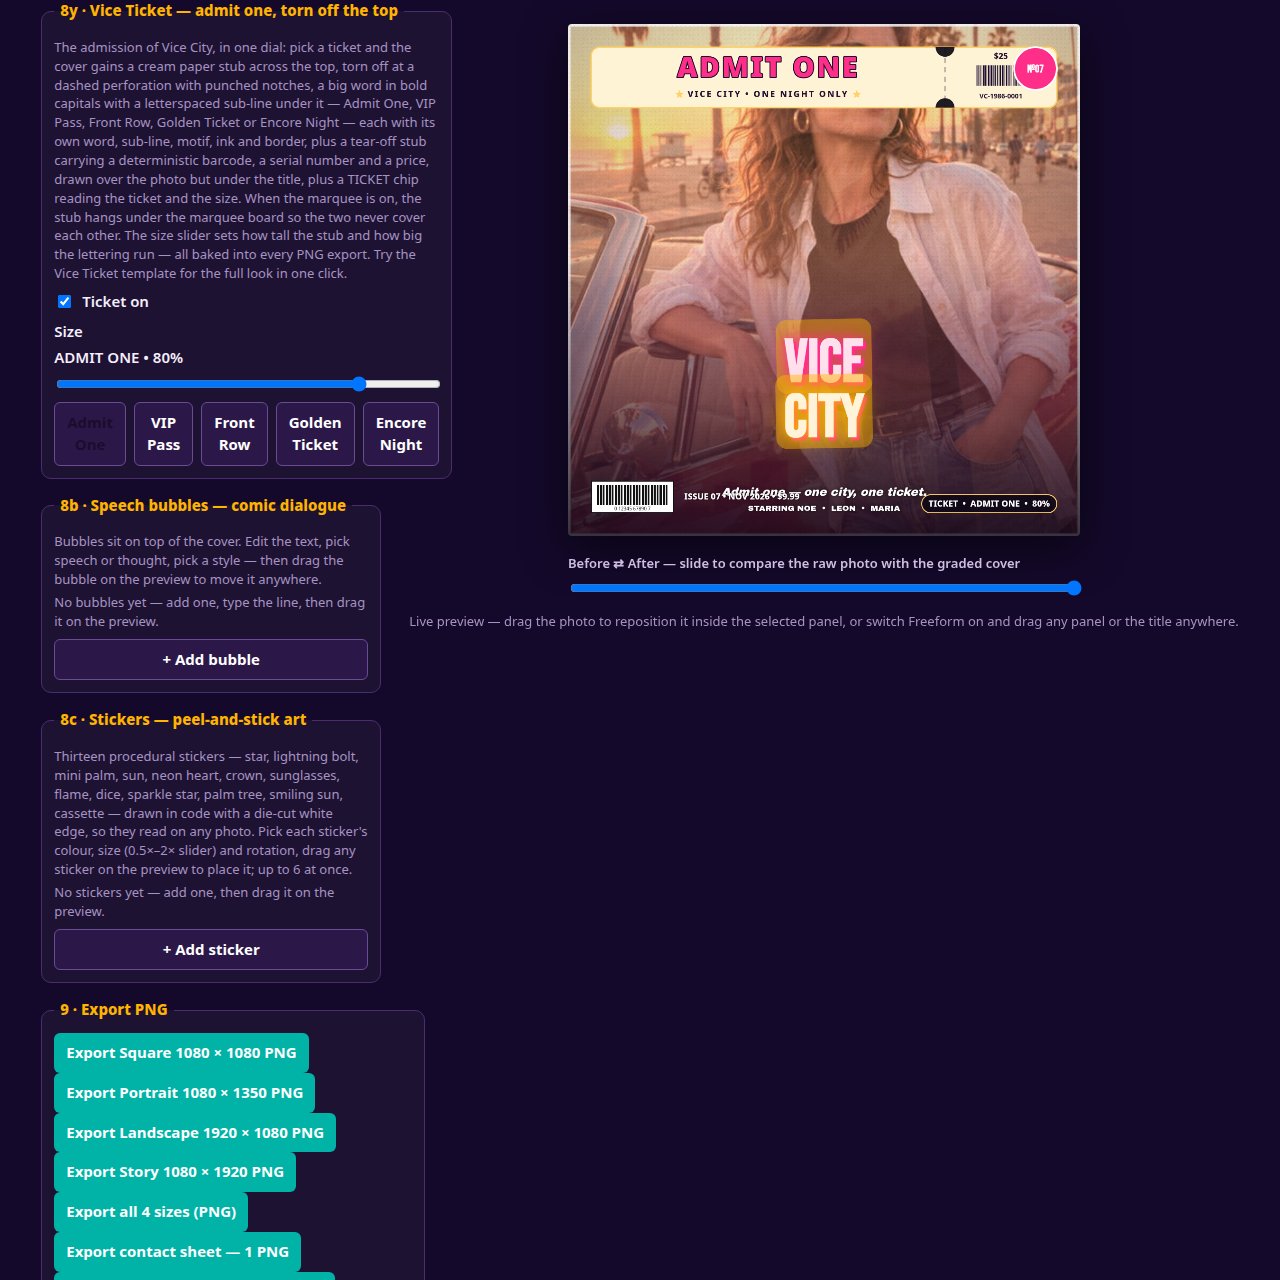 8y · Vice Ticket — admit one, torn off the top
The admission of Vice City, in one dial: pick a ticket and the
cover gains a cream paper stub across the top, torn off at a
dashed perforation with punched notches, a big word in bold
capitals with a letterspaced sub-line under it — Admit One, VIP
Pass, Front Row, Golden Ticket or Encore Night — each with its
own word, sub-line, motif, ink and border, plus a tear-off stub
carrying a deterministic barcode, a serial number and a price,
drawn over the photo but under the title, plus a TICKET chip
reading the ticket and the size. When the marquee is on, the
stub hangs under the marquee board so the two never cover
each other. The size slider sets how tall the stub and how big
the lettering run — all baked into every PNG export. Try the
Vice Ticket template for the full look in one click.
Ticket on
Size
ADMIT ONE • 80%
Admit
One
VIP
Pass
Front
Row
Golden
Ticket
Encore
Night
8b · Speech bubbles — comic dialogue
Bubbles sit on top of the cover. Edit the text, pick
speech or thought, pick a style — then drag the
bubble on the preview to move it anywhere.
No bubbles yet — add one, type the line, then drag
it on the preview.
+ Add bubble
8c · Stickers — peel-and-stick art
Thirteen procedural stickers — star, lightning bolt,
mini palm, sun, neon heart, crown, sunglasses,
flame, dice, sparkle star, palm tree, smiling sun,
cassette — drawn in code with a die-cut white
edge, so they read on any photo. Pick each sticker's
colour, size (0.5×–2× slider) and rotation, drag any
sticker on the preview to place it; up to 6 at once.
No stickers yet — add one, then drag it on the
preview.
+ Add sticker
9 · Export PNG
Export Square 1080 × 1080 PNG
Export Portrait 1080 × 1350 PNG
Export Landscape 1920 × 1080 PNG
Export Story 1080 × 1920 PNG
Export all 4 sizes (PNG)
Export contact sheet — 1 PNG
ADMIT ONE
★ VICE CITY • ONE NIGHT ONLY ★
$25
VC-1986-0001
№07
VICE
CITY
ISSUE 07 • NOV 2026 • $9.99
Admit one — one city, one ticket.
STARRING NOE • LEON • MARIA
TICKET • ADMIT ONE • 80%
Before ⇄ After — slide to compare the raw photo with the graded cover
Live preview — drag the photo to reposition it inside the selected panel, or switch Freeform on and drag any panel or the title anywhere.